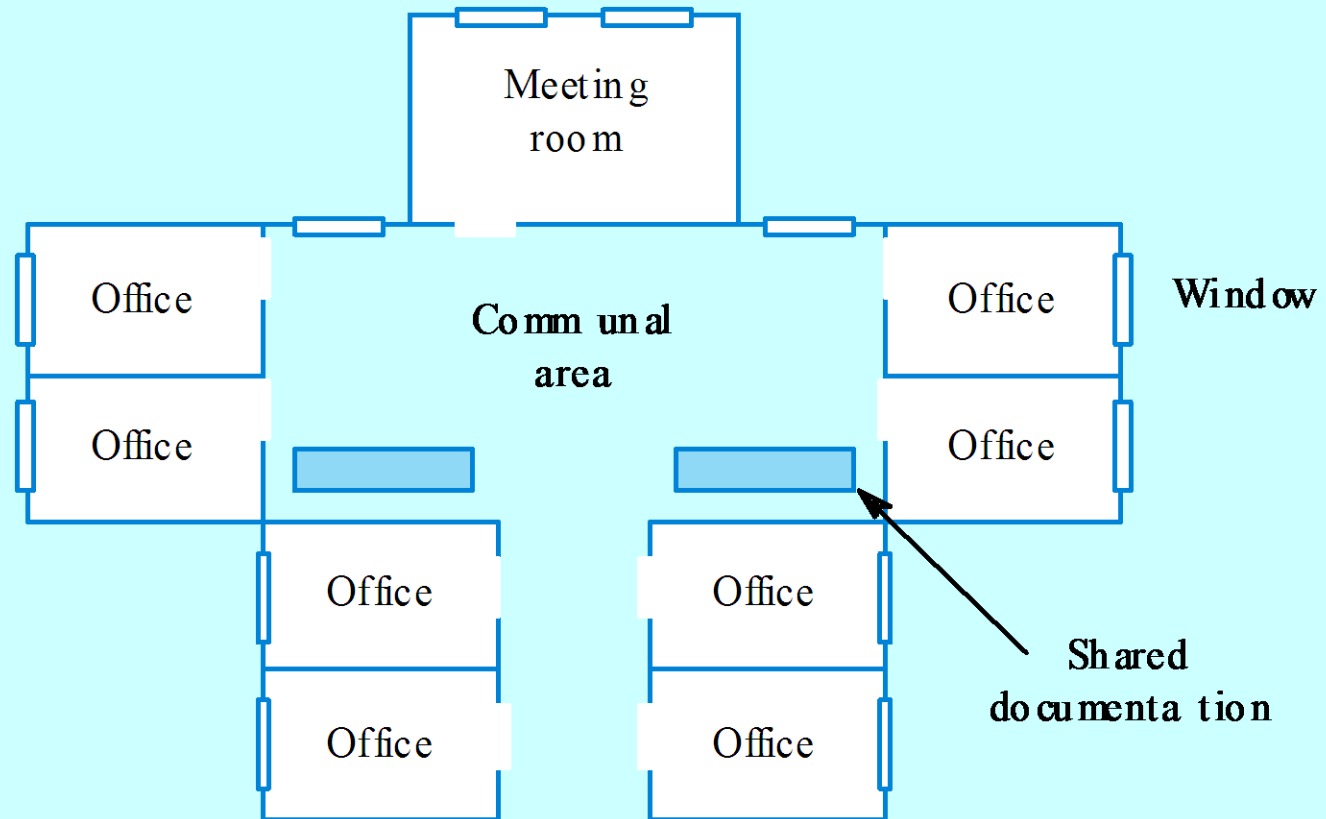 Meeting
room
Office
Office
Window
Communal
area
Office
Office
Office
Office
Shared
documentation
Office
Office